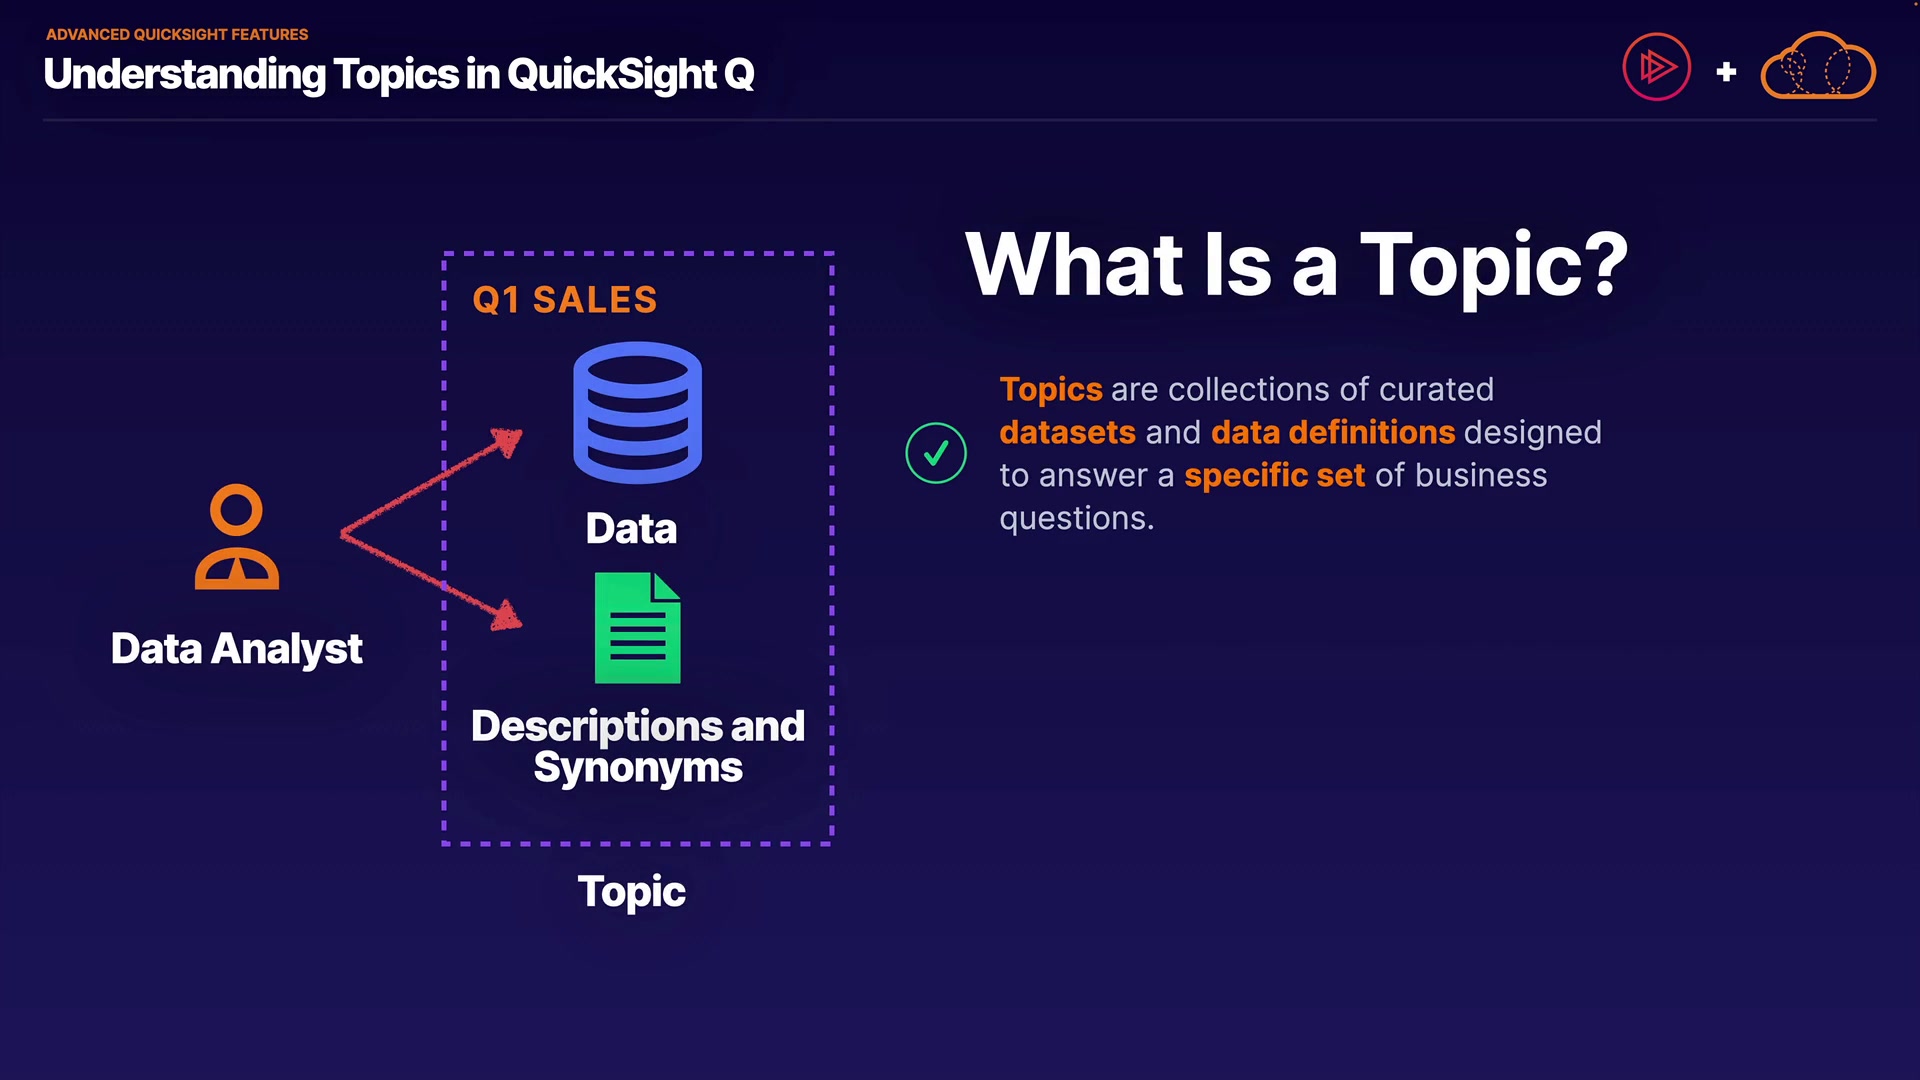 ADVANCED QUICKSIGHT FEATURES
Understanding Topics in QuickSight Q
+
Q1 SALES
Data
Descriptions and
Synonyms
Topic
Data Analyst
What Is a Topic?
Topics are collections of curated
datasets and data definitions designed
to answer a specific set of business
questions.